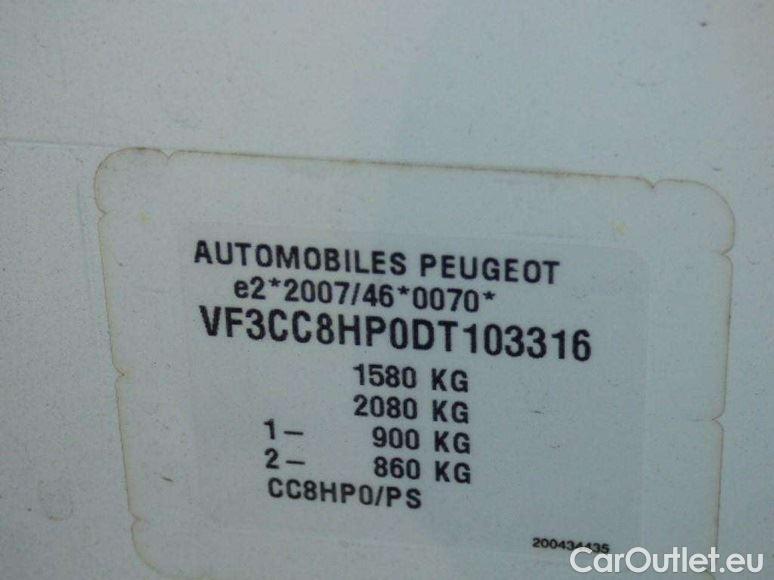 AUTOMOBILES PEUGEOT
e2*2007/46*0070*
VF3CC8HP0DT103316
1580 KG
2080 KG
1- 900 KG
2- 860 KG
CC8HP0/PS
200434435
CarOutlet.eu